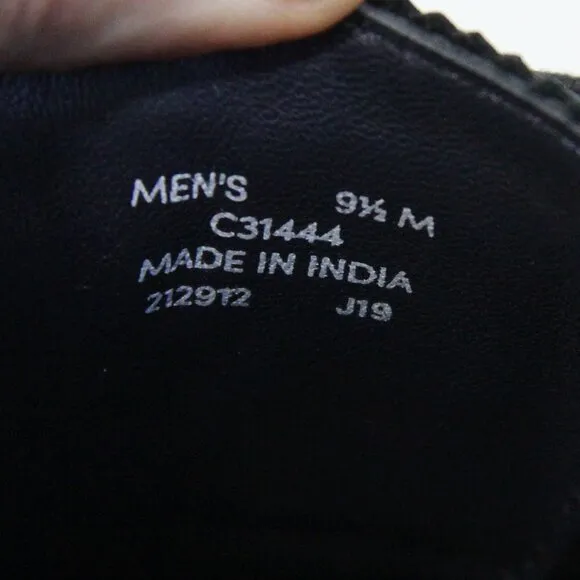 MEN'S 9½ M
C31444
MADE IN INDIA
212912 J19